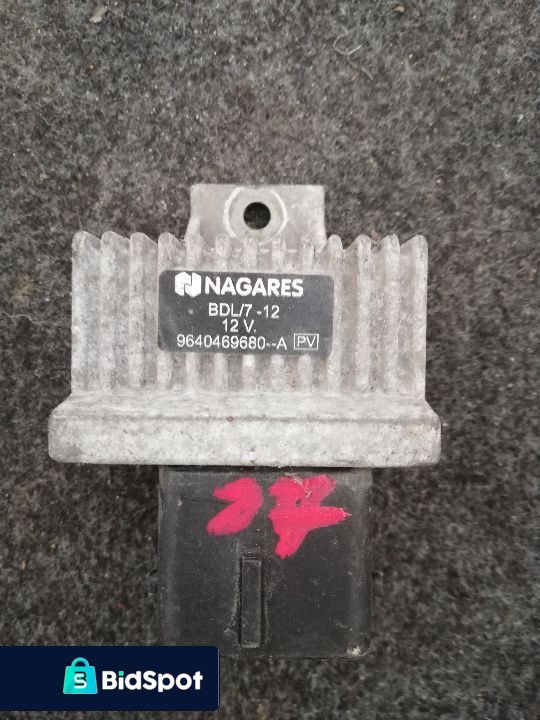 NAGARES
BDL/7 -12
12 V.
9640469680--A PV
BidSpot